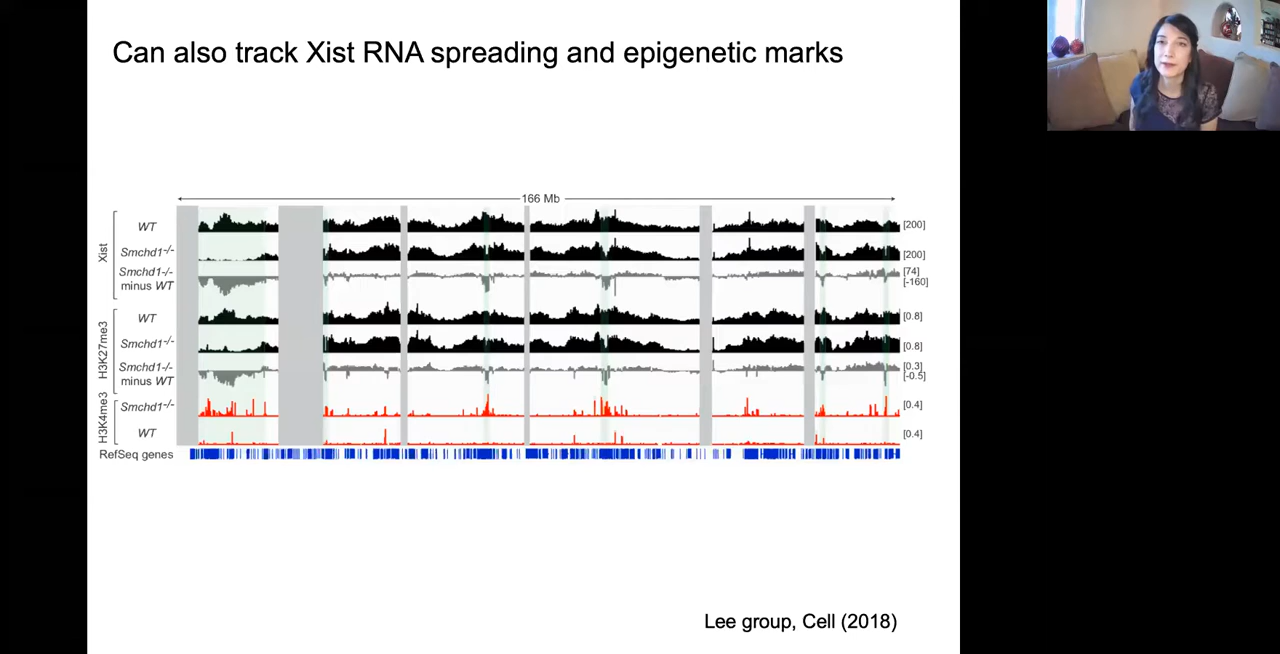 Can also track Xist RNA spreading and epigenetic marks
166 Mb
Xist
WT [200]
Smchd1-/- [200]
Smchd1-/- minus WT [74] [-160]
H3K27me3
WT [0.8]
Smchd1-/- [0.8]
Smchd1-/- minus WT [0.3] [-0.5]
H3K4me3
Smchd1-/- [0.4]
WT [0.4]
RefSeq genes
Lee group, Cell (2018)